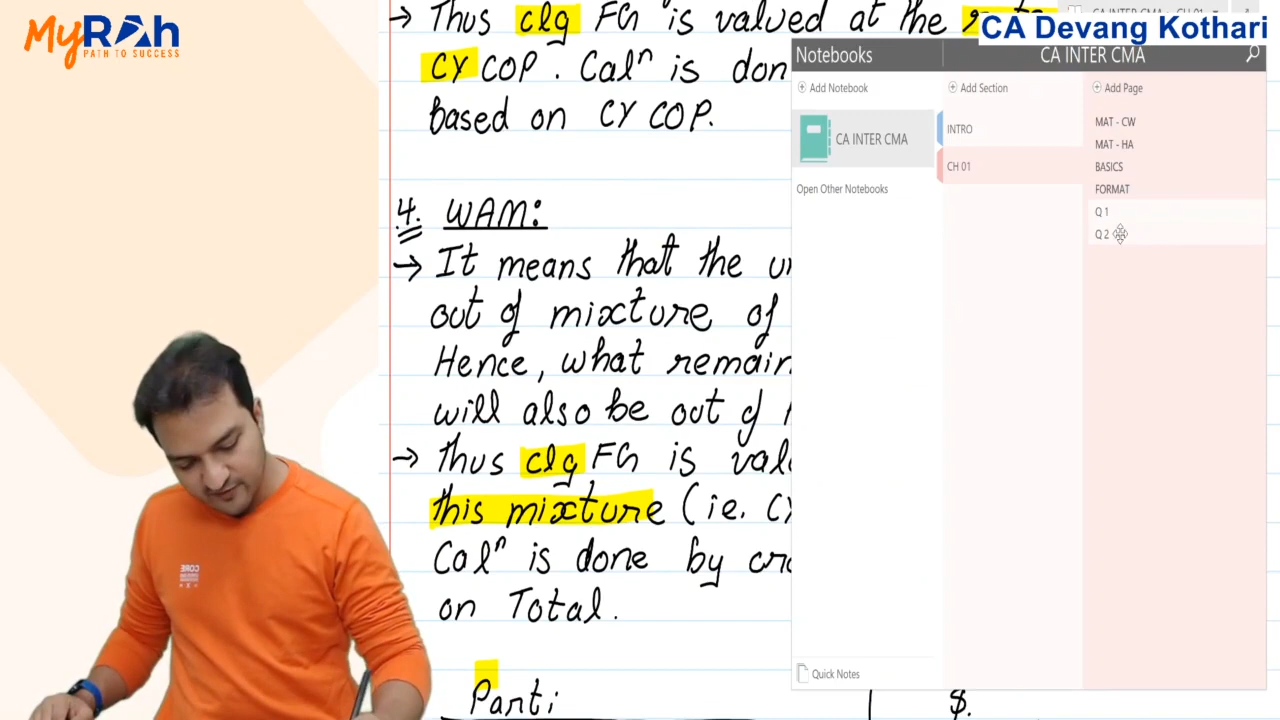 MyRah
PATH TO SUCCESS
CA Devang Kothari
→ Thus clg FG is valued at the
CY COP. Calⁿ is don
based on CY COP.
4. WAM:
→ It means that the
out of mixture of
Hence, what remain
will also be out of
→ Thus clg FG is val
this mixture (ie. CY
Calⁿ is done by
on Total.
Parti
$.
Notebooks
CA INTER CMA
Add Notebook
Add Section
Add Page
CA INTER CMA
INTRO
CH 01
MAT - CW
MAT - HA
BASICS
FORMAT
Q 1
Q 2
Open Other Notebooks
Quick Notes
CORE